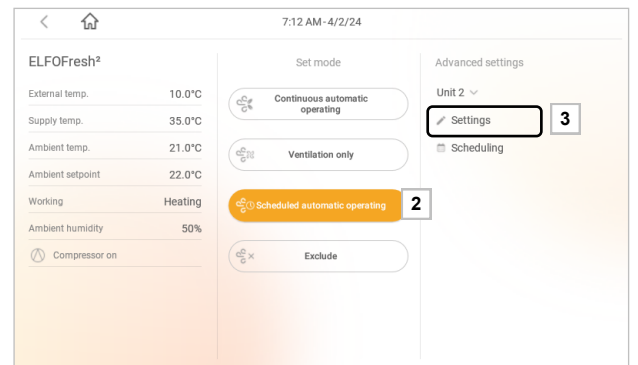 7:12 AM-4/2/24
ELFOFresh²
External temp. 10.0°C
Supply temp. 35.0°C
Ambient temp. 21.0°C
Ambient setpoint 22.0°C
Working Heating
Ambient humidity 50%
Compressor on
Set mode
Continuous automatic
operating
Ventilation only
Scheduled automatic operating
2
Exclude
Advanced settings
Unit 2
Settings
3
Scheduling